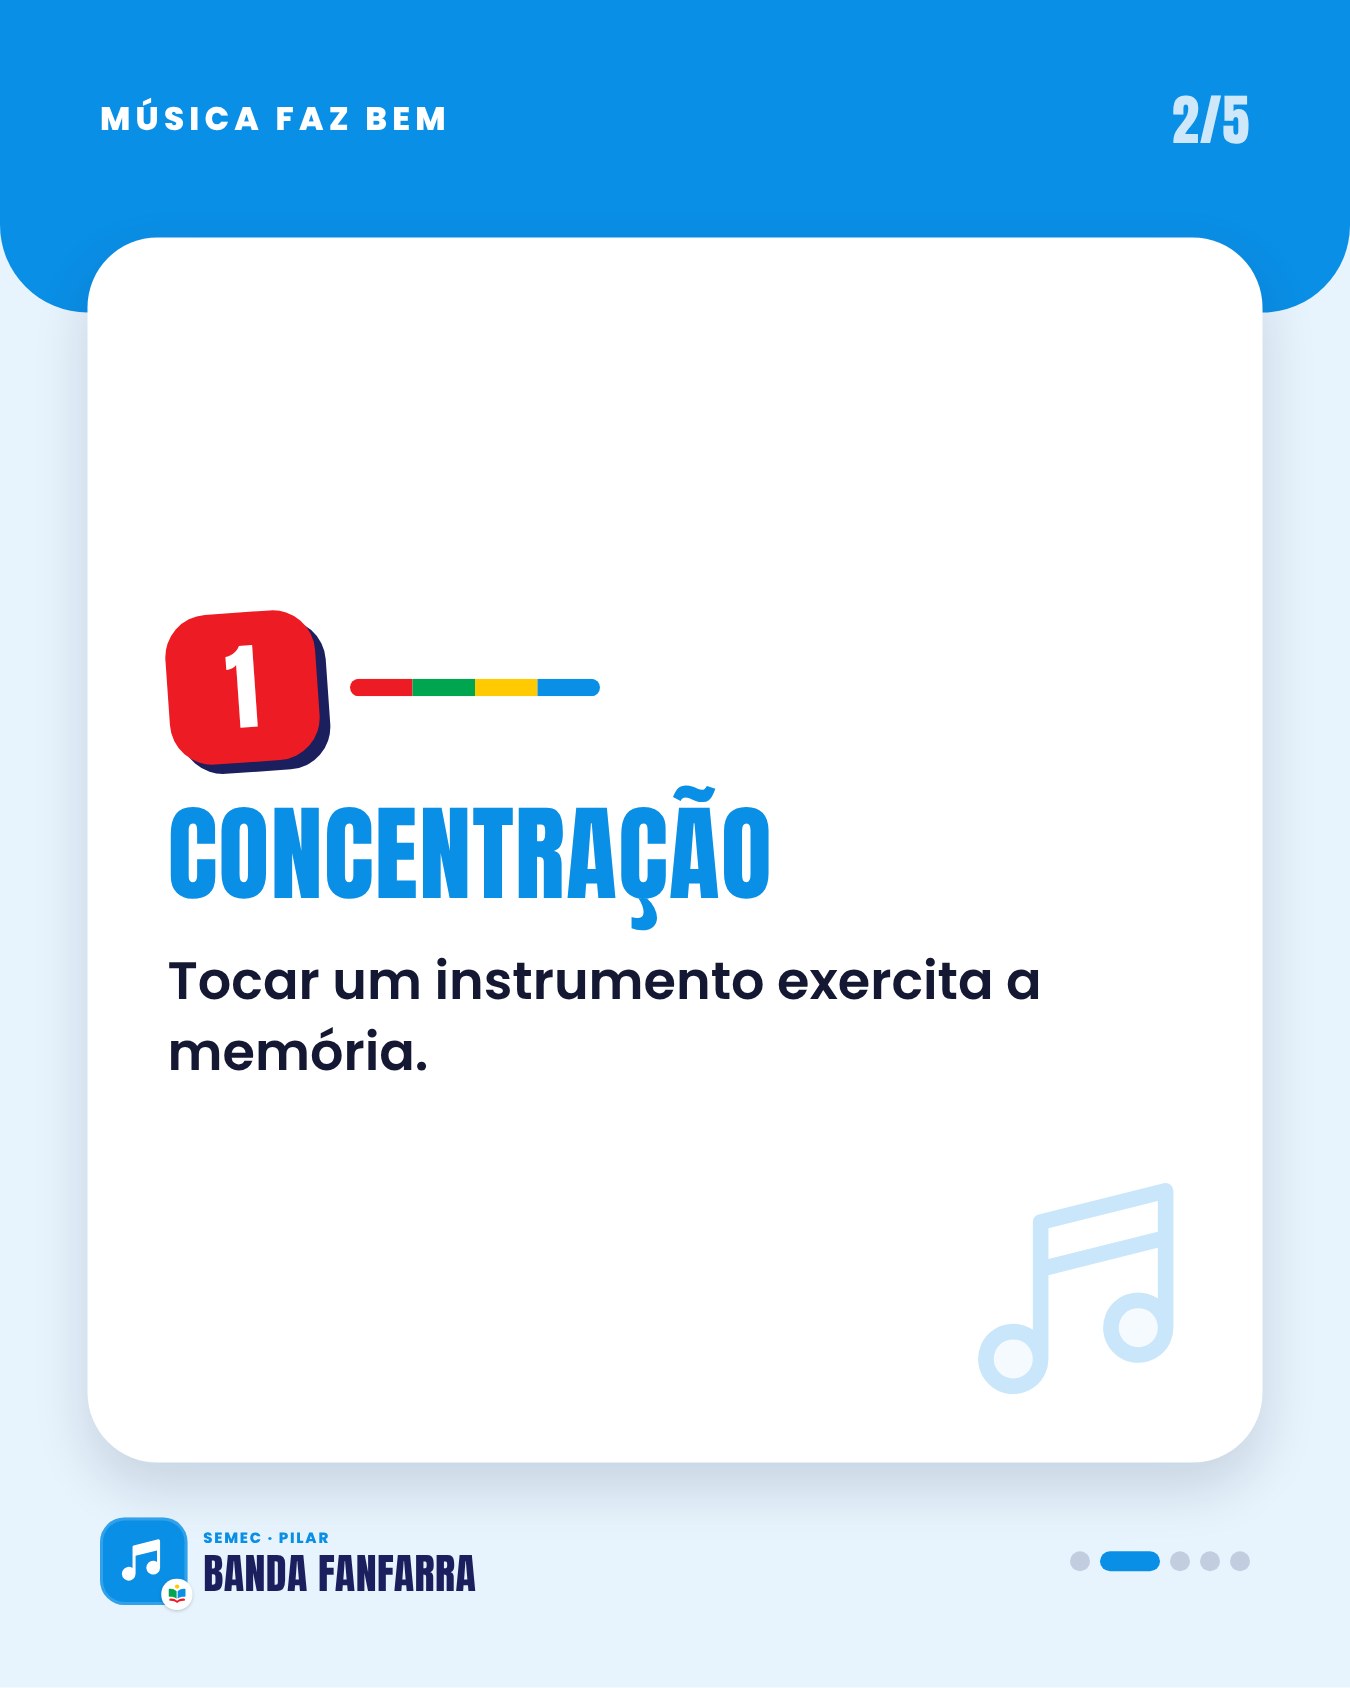 MÚSICA FAZ BEM
2/5
1
CONCENTRAÇÃO
Tocar um instrumento exercita a
memória.
SEMEC · PILAR
BANDA FANFARRA